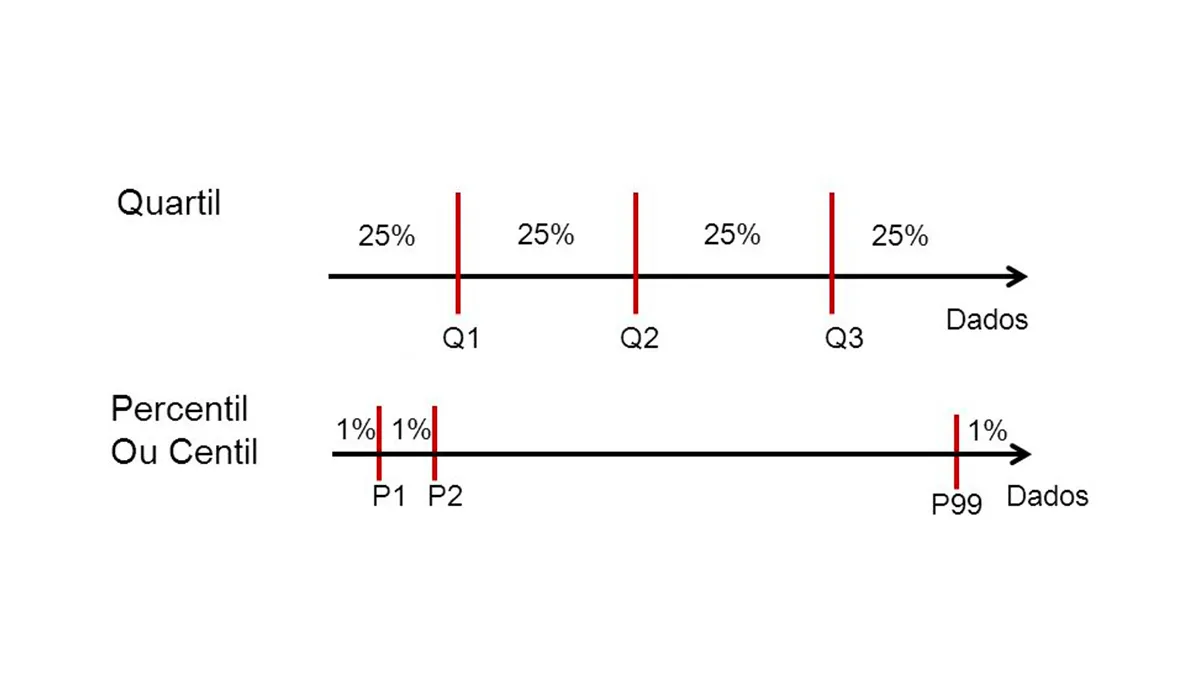 Quartil
25% 25% 25% 25%
Q1 Q2 Q3 Dados
Percentil
Ou Centil
1% 1% 1%
P1 P2 P99 Dados